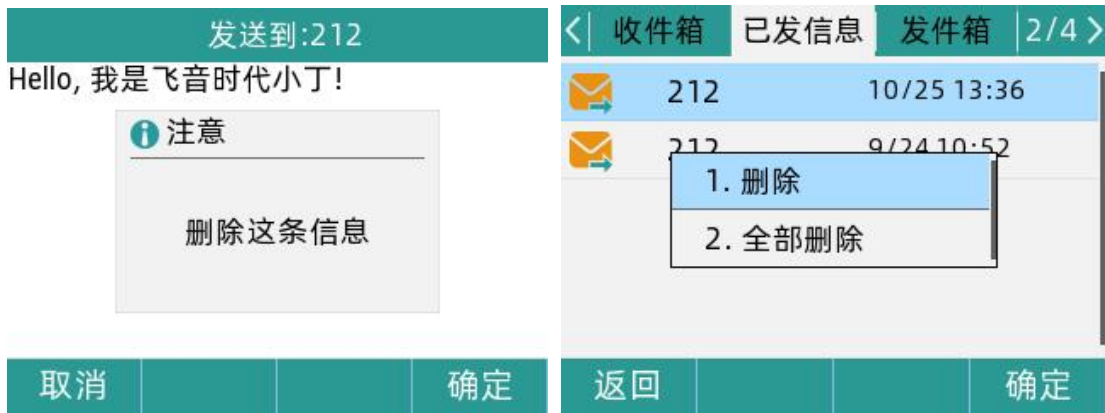 发送到:212
Hello, 我是飞音时代小丁!
注意
删除这条信息
取消
确定
收件箱
已发信息
发件箱
2/4
212 10/25 13:36
212 9/24 10:52
1. 删除
2. 全部删除
返回
确定